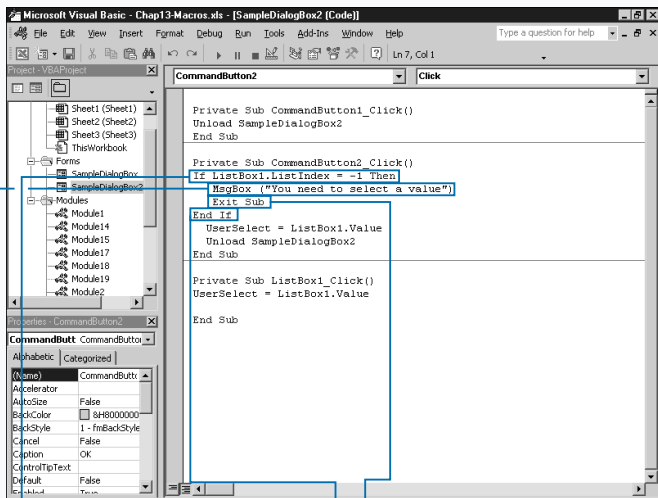 Microsoft Visual Basic - Chap13-Macros.xls - [SampleDialogBox2 (Code)]
File Edit View Insert Format Debug Run Tools Add-Ins Window Help
Type a question for help
Ln 7, Col 1
Project - VBAProject
CommandButton2
Click
Sheet1 (Sheet1)
Sheet2 (Sheet2)
Sheet3 (Sheet3)
ThisWorkbook
Forms
SampleDialogBox
SampleDialogBox2
Modules
Module1
Module14
Module15
Module17
Module18
Module19
Module2
Private Sub CommandButton1_Click()
Unload SampleDialogBox2
End Sub
Private Sub CommandButton2_Click()
If ListBox1.ListIndex = -1 Then
MsgBox ("You need to select a value")
Exit Sub
End If
UserSelect = ListBox1.Value
Unload SampleDialogBox2
End Sub
Private Sub ListBox1_Click()
UserSelect = ListBox1.Value
End Sub
Properties - CommandButton2
CommandButt CommandButton
Alphabetic Categorized
(Name) CommandButto
Accelerator
AutoSize False
BackColor &H8000000
BackStyle 1 - fmBackStyle
Cancel False
Caption OK
ControlTipText
Default False
Enabled True